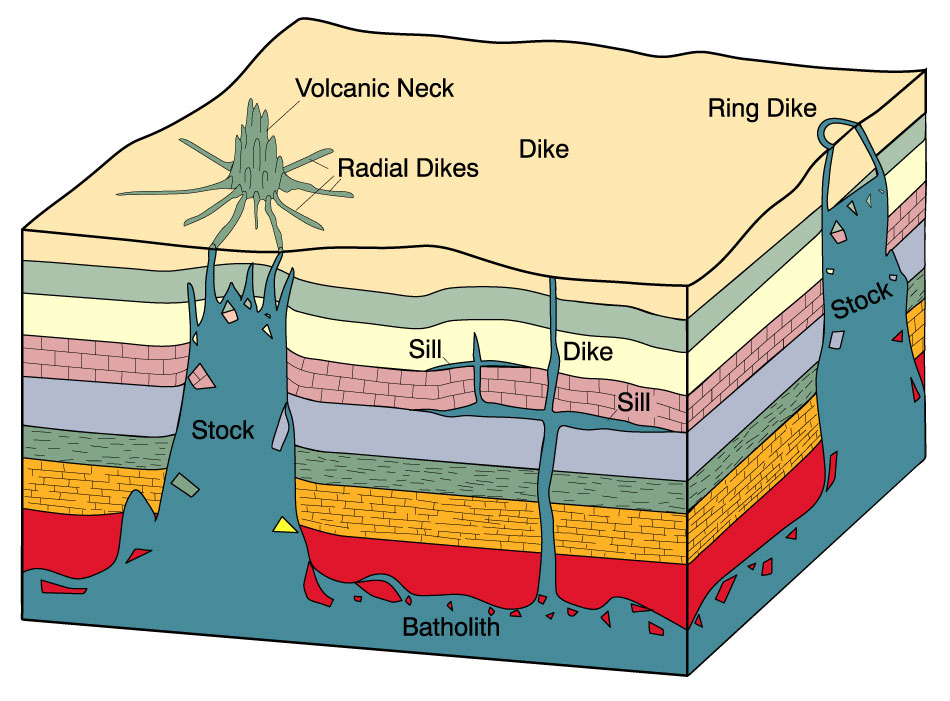 Volcanic Neck
Ring Dike
Dike
Radial Dikes
Stock
Sill
Dike
Sill
Stock
Batholith